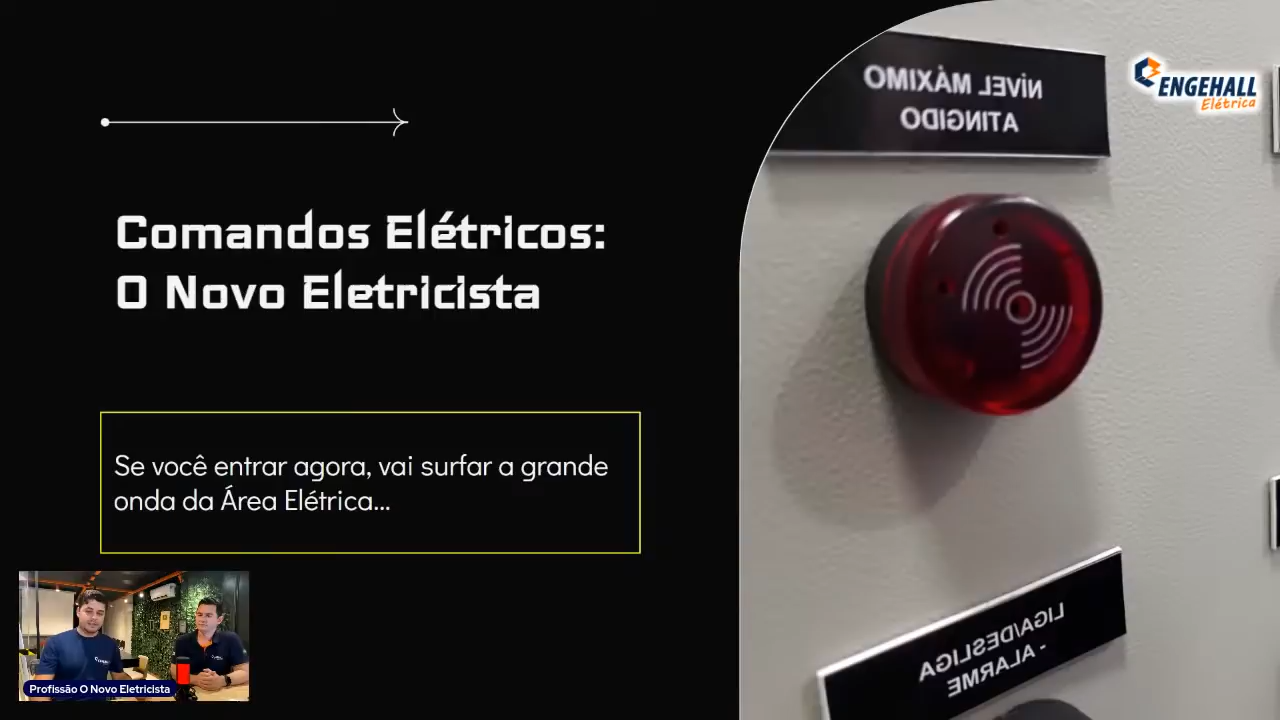 Comandos Elétricos:
O Novo Eletricista
Se você entrar agora, vai surfar a grande
onda da Área Elétrica...
Profissão O Novo Eletricista
NÍVEL MÁXIMO
ATINGIDO
ENGEHALL
Elétrica
LIGA/DESLIGA
- ALARME